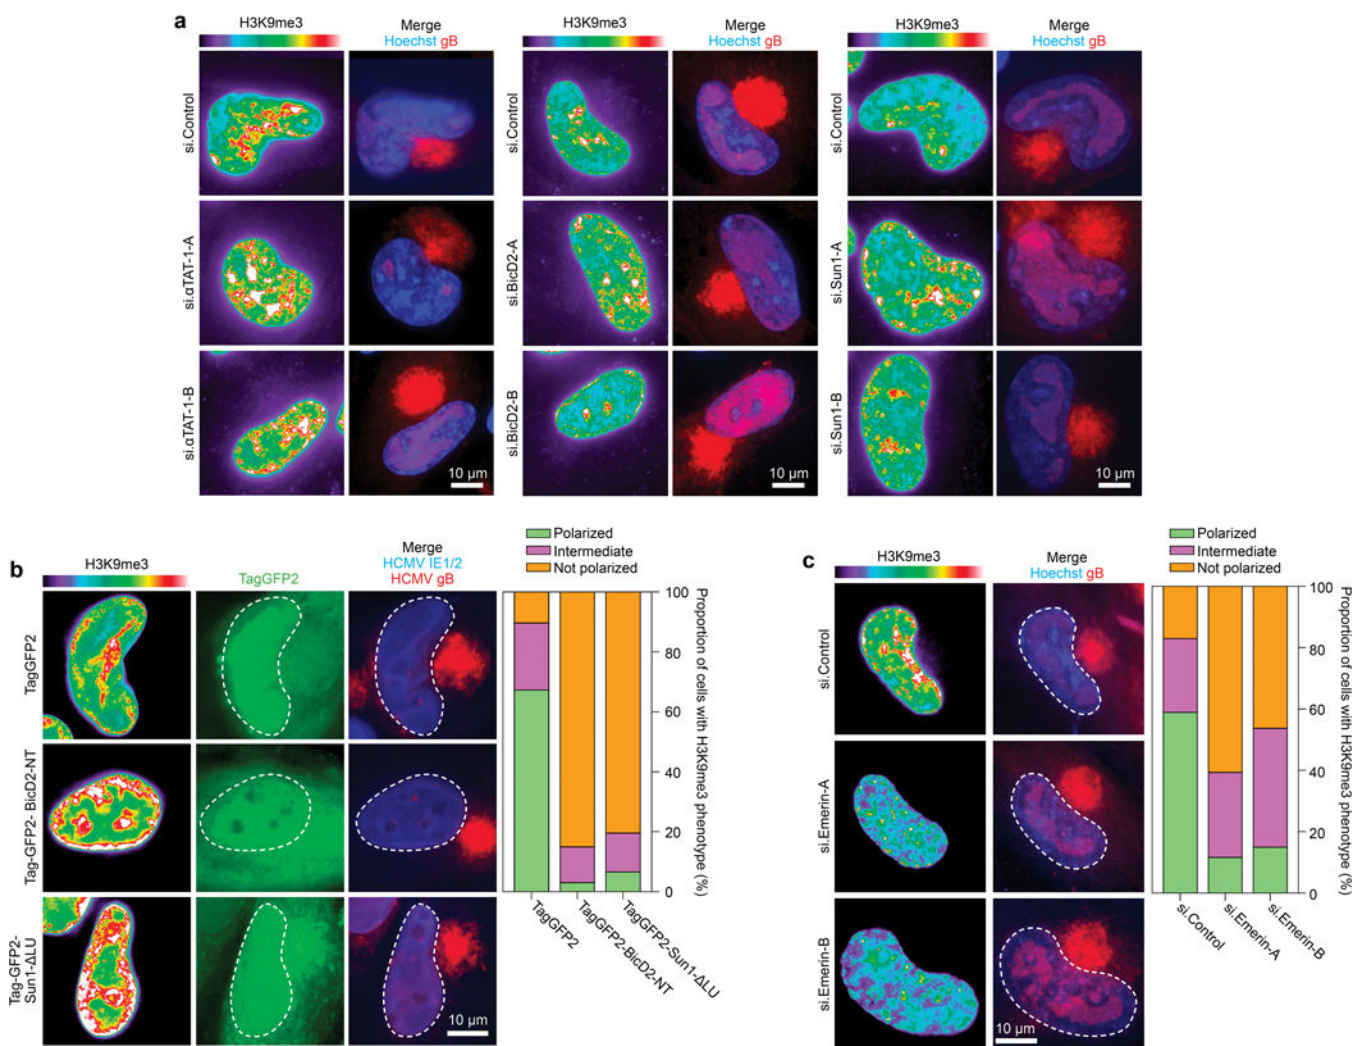 a
H3K9me3
Merge
Hoechst gB
H3K9me3
Merge
Hoechst gB
H3K9me3
Merge
Hoechst gB
si.Control
si.αTAT-1-A
si.αTAT-1-B
10 µm
si.Control
si.BicD2-A
si.BicD2-B
10 µm
si.Control
si.Sun1-A
si.Sun1-B
10 µm
b
H3K9me3
TagGFP2
Merge
HCMV IE1/2
HCMV gB
TagGFP2
Tag-GFP2- BicD2-NT
Tag-GFP2-
Sun1-ΔLU
10 µm
Polarized
Intermediate
Not polarized
100
80
60
40
20
0
Proportion of cells with H3K9me3 phenotype (%)
TagGFP2
TagGFP2-BicD2-NT
TagGFP2-Sun1-ΔLU
c
H3K9me3
Merge
Hoechst gB
si.Control
si.Emerin-A
si.Emerin-B
10 µm
Polarized
Intermediate
Not polarized
100
80
60
40
20
0
Proportion of cells with H3K9me3 phenotype (%)
si.Control
si.Emerin-A
si.Emerin-B